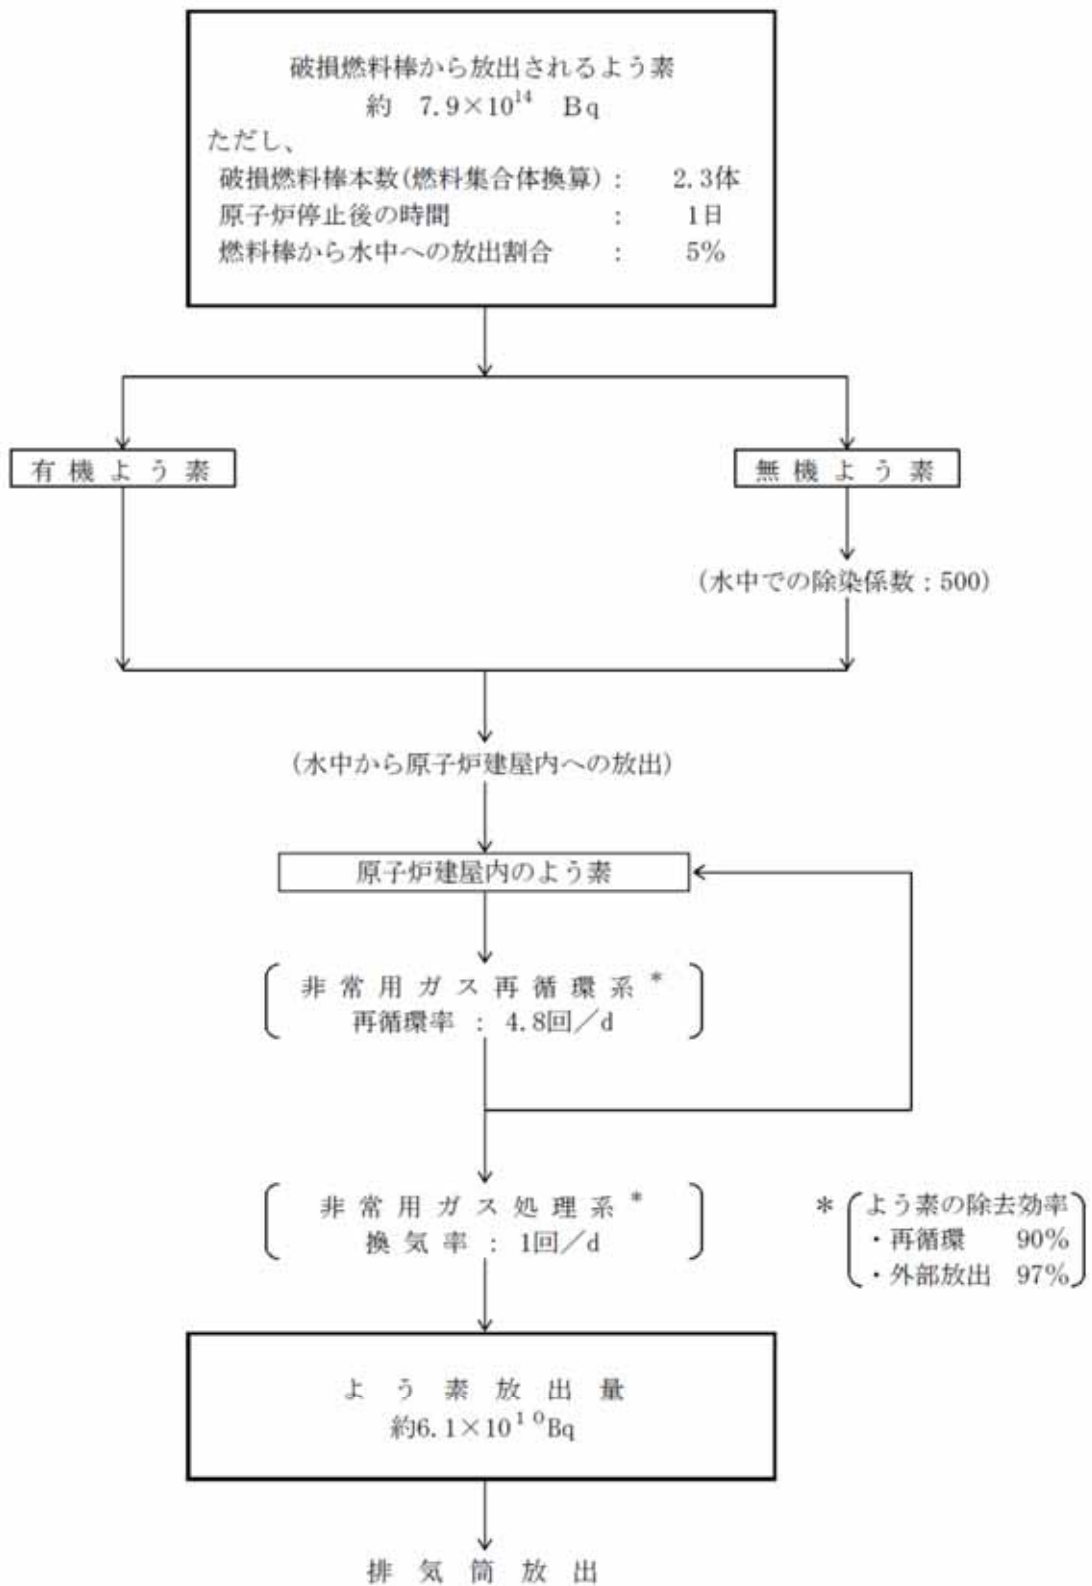 破損燃料棒から放出されるよう素
約 7.9×10¹⁴ Bq
ただし、
破損燃料棒本数(燃料集合体換算) : 2.3体
原子炉停止後の時間 : 1日
燃料棒から水中への放出割合 : 5%
有機よう素
無機よう素
(水中での除染係数：500)
(水中から原子炉建屋内への放出)
原子炉建屋内のよう素
非常用ガス再循環系*
再循環率 : 4.8回／d
非常用ガス処理系*
換気率 : 1回／d
* よう素の除去効率
・再循環 90%
・外部放出 97%
よう素放出量
約6.1×10¹⁰Bq
排気筒放出